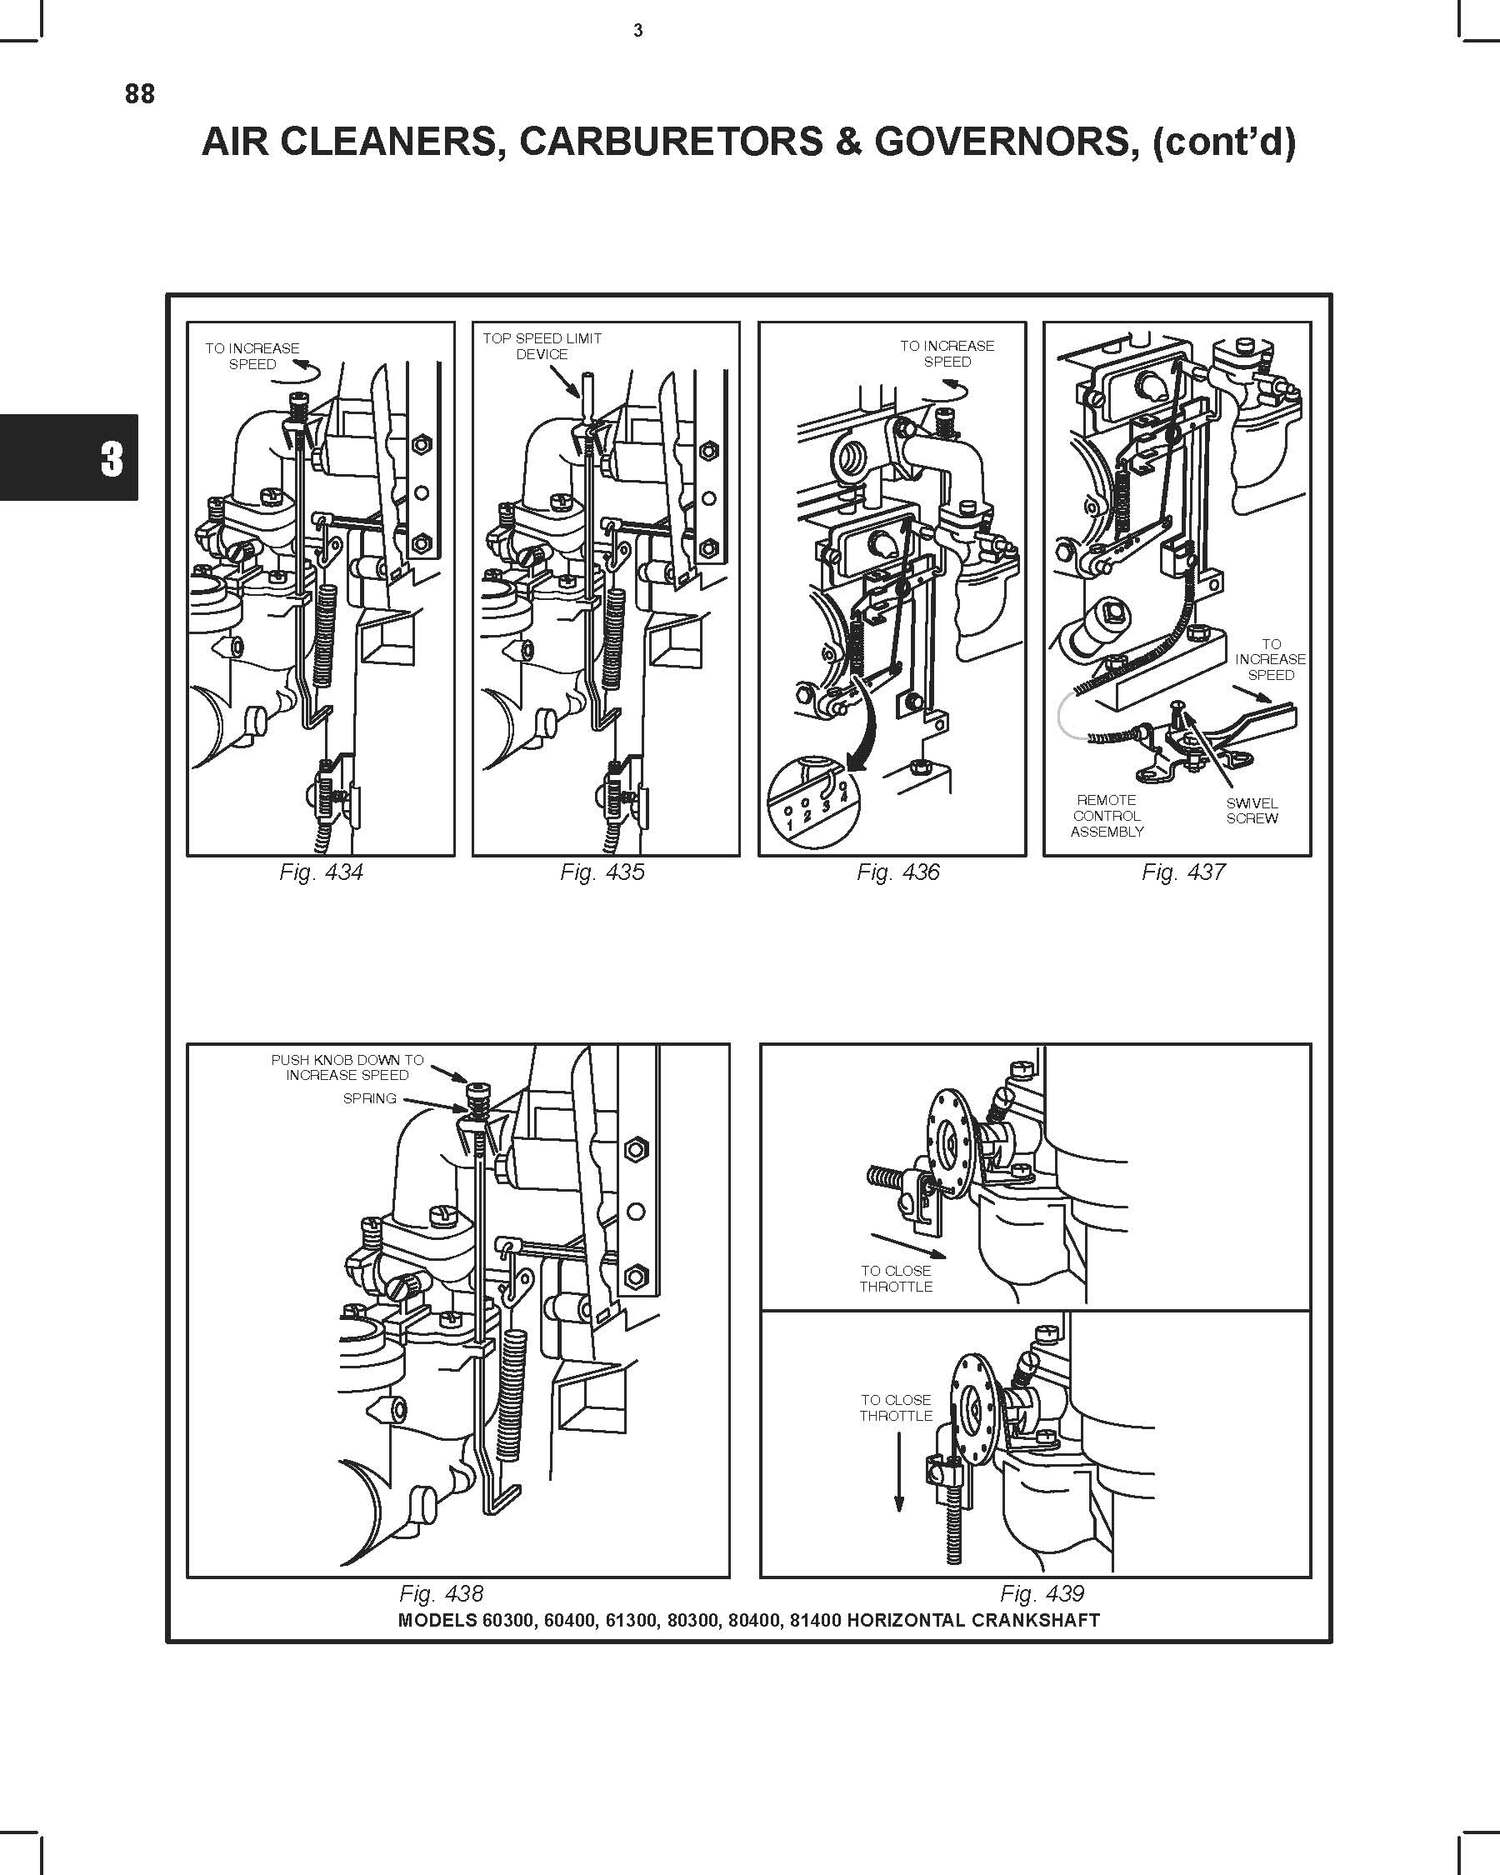 3
88
AIR CLEANERS, CARBURETORS & GOVERNORS, (cont’d)
3
TO INCREASE
SPEED
Fig. 434
TOP SPEED LIMIT
DEVICE
Fig. 435
TO INCREASE
SPEED
1 2 3 4
Fig. 436
TO
INCREASE
SPEED
REMOTE
CONTROL
ASSEMBLY
SWIVEL
SCREW
Fig. 437
PUSH KNOB DOWN TO
INCREASE SPEED
SPRING
Fig. 438
TO CLOSE
THROTTLE
TO CLOSE
THROTTLE
Fig. 439
MODELS 60300, 60400, 61300, 80300, 80400, 81400 HORIZONTAL CRANKSHAFT